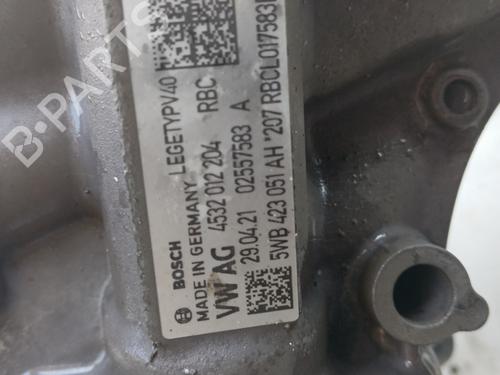 BOSCH
MADE IN GERMANY LEGETYPV40
VW AG 4532 012 204 RBC
29.04.21 02557583 A
5WB 423 051 AH *207 RBCL017583
B-PARTS